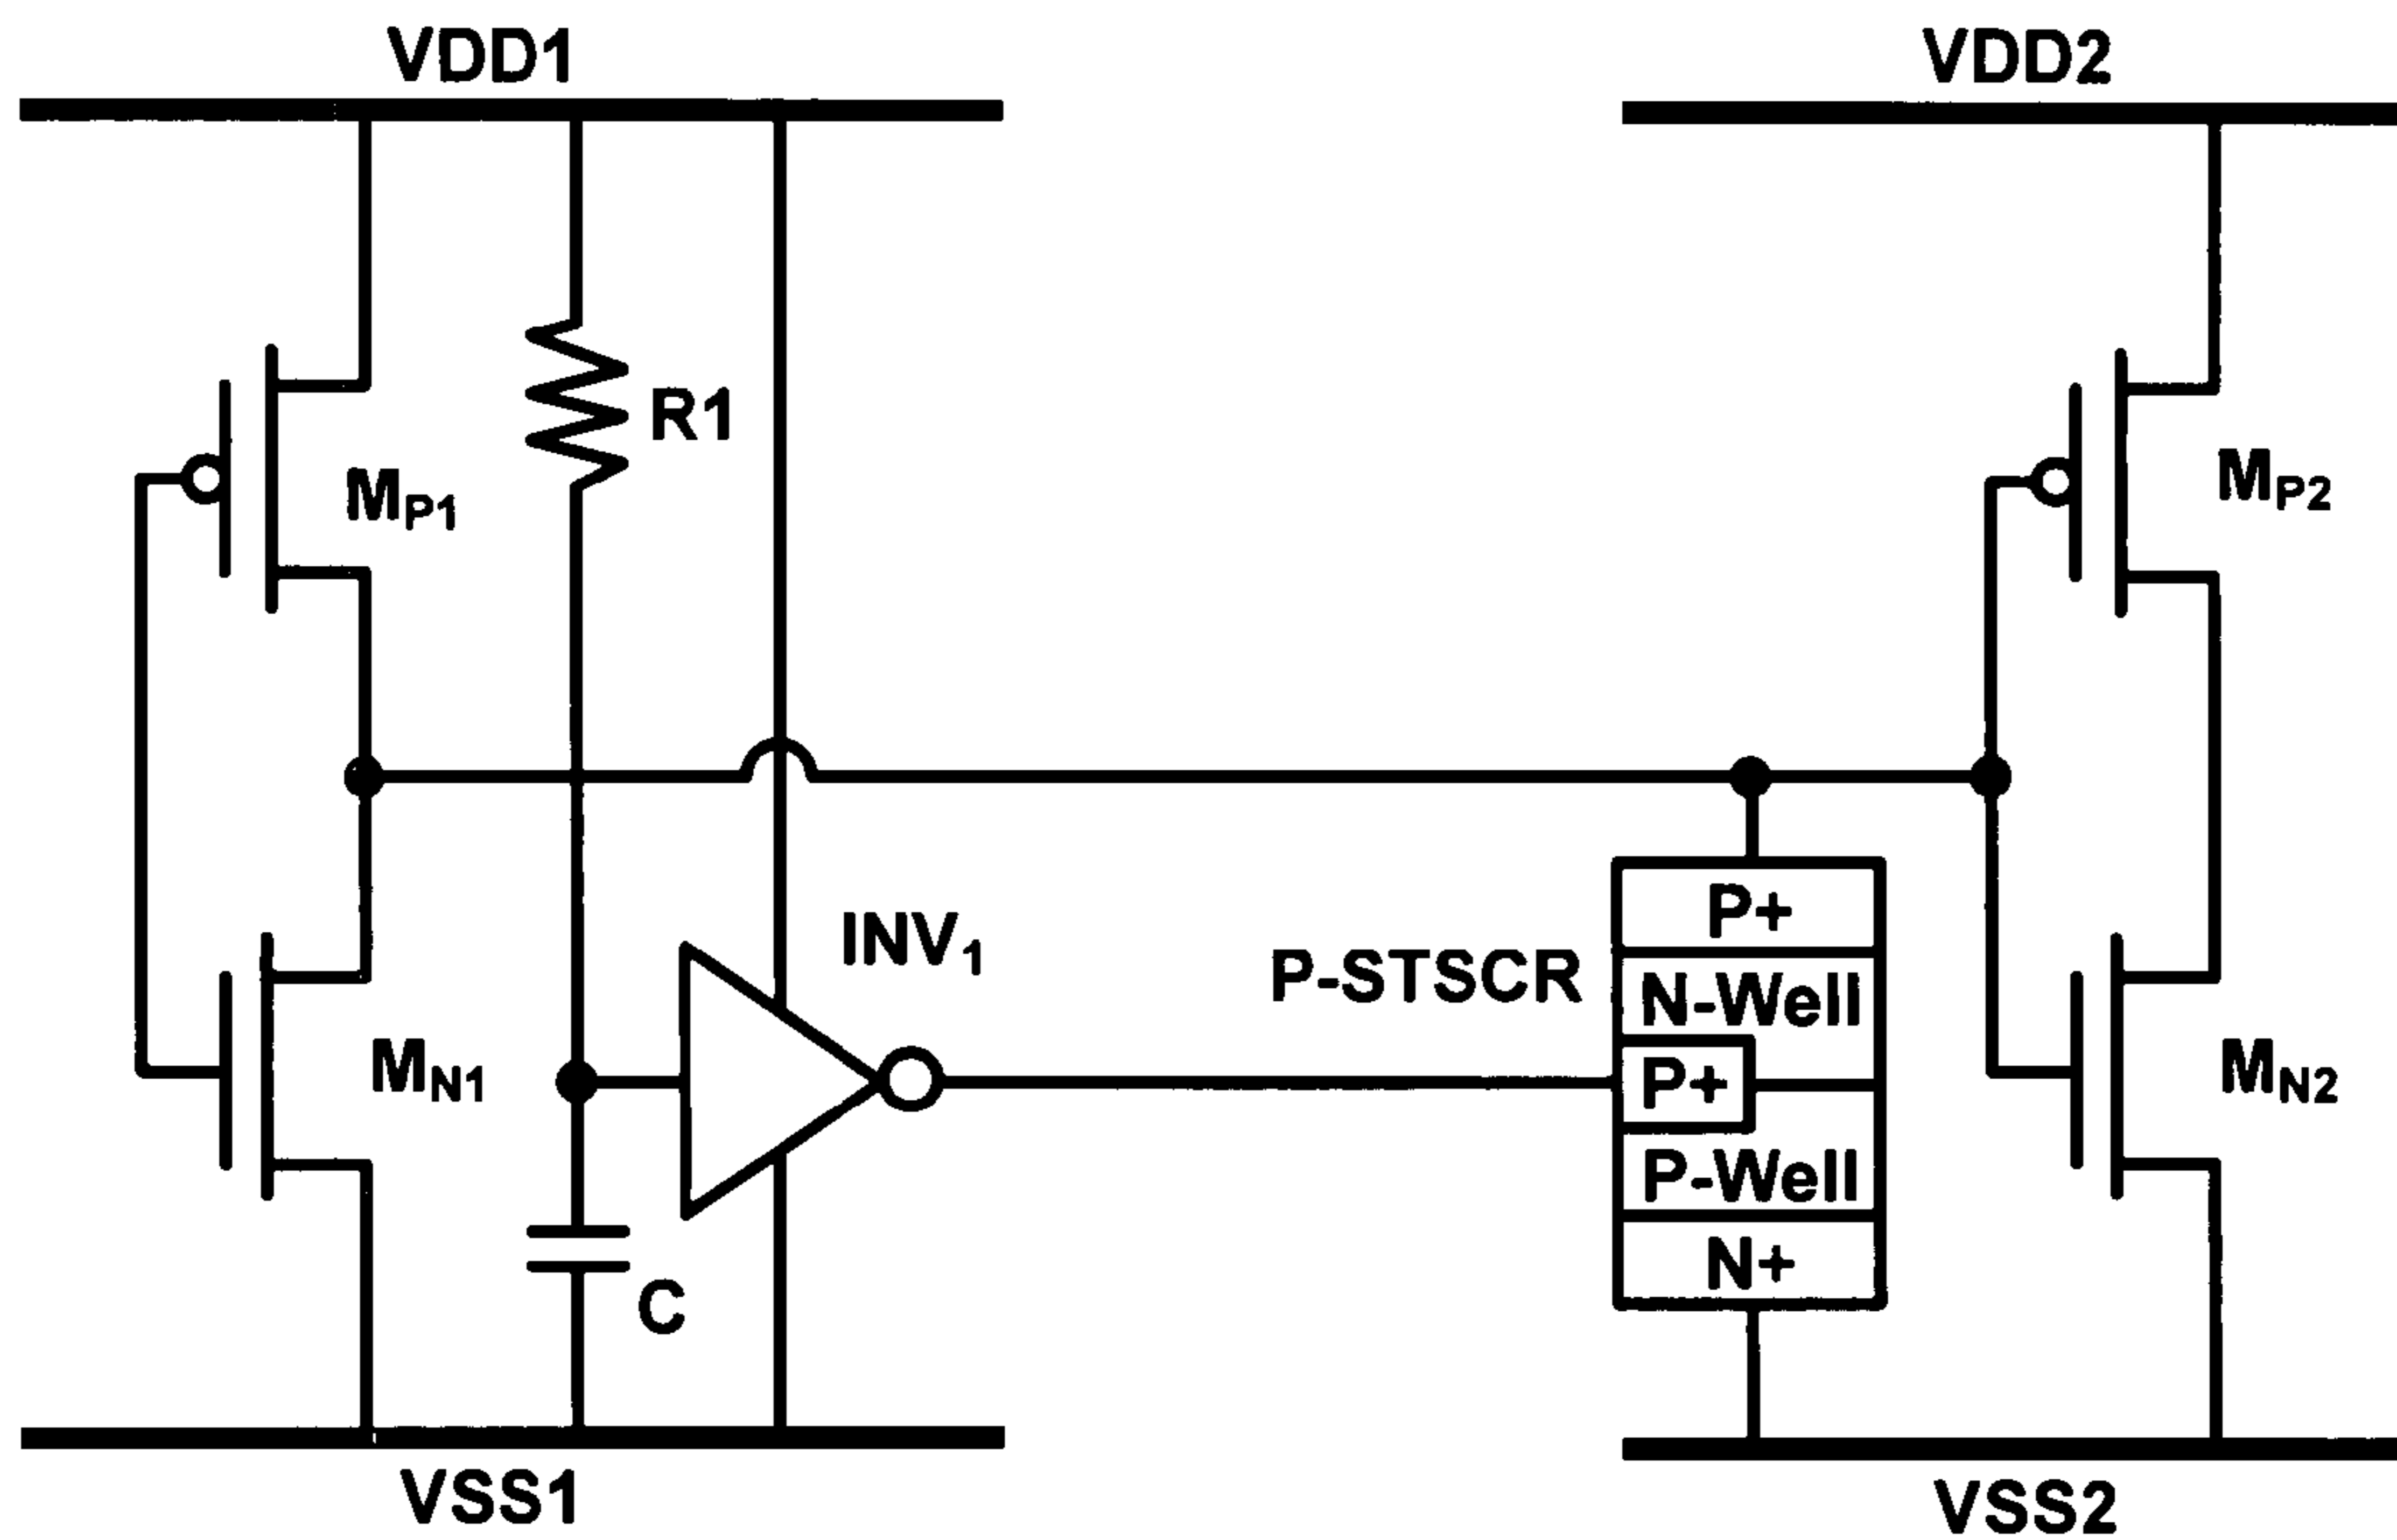 VDD1
VDD2
R1
MP1
MP2
INV1
P-STSCR
P+
N-Well
P+
P-Well
N+
MN1
MN2
C
VSS1
VSS2